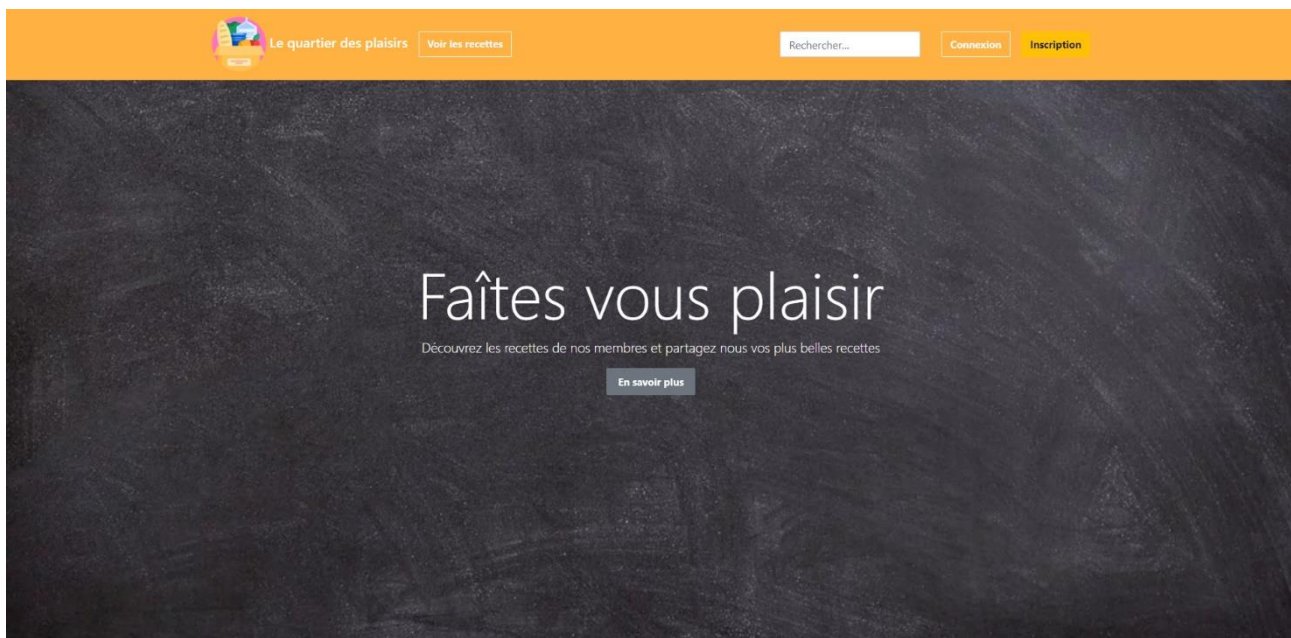 Le quartier des plaisirs
Voir les recettes
Rechercher...
Connexion
Inscription
Faîtes vous plaisir
Découvrez les recettes de nos membres et partagez nous vos plus belles recettes
En savoir plus